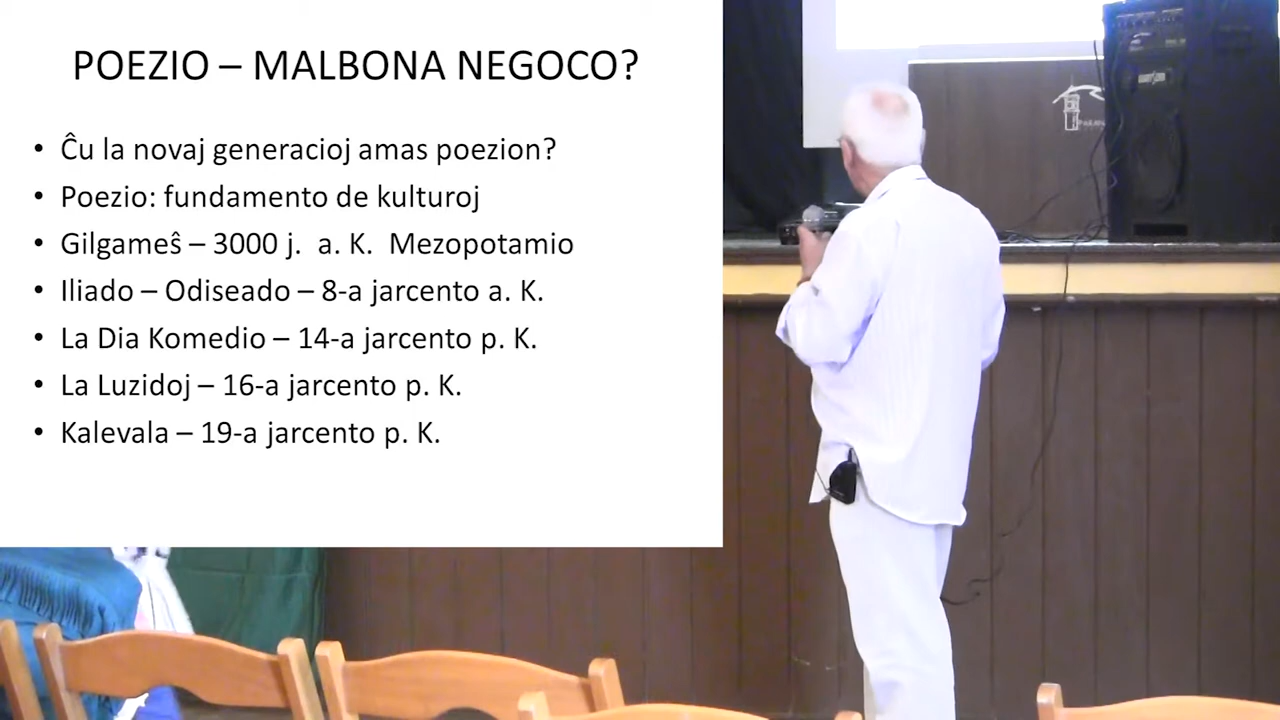 POEZIO – MALBONA NEGOCO?
• Ĉu la novaj generacioj amas poezion?
• Poezio: fundamento de kulturoj
• Gilgameŝ – 3000 j. a. K. Mezopotamio
• Iliado – Odiseado – 8-a jarcento a. K.
• La Dia Komedio – 14-a jarcento p. K.
• La Luzidoj – 16-a jarcento p. K.
• Kalevala – 19-a jarcento p. K.